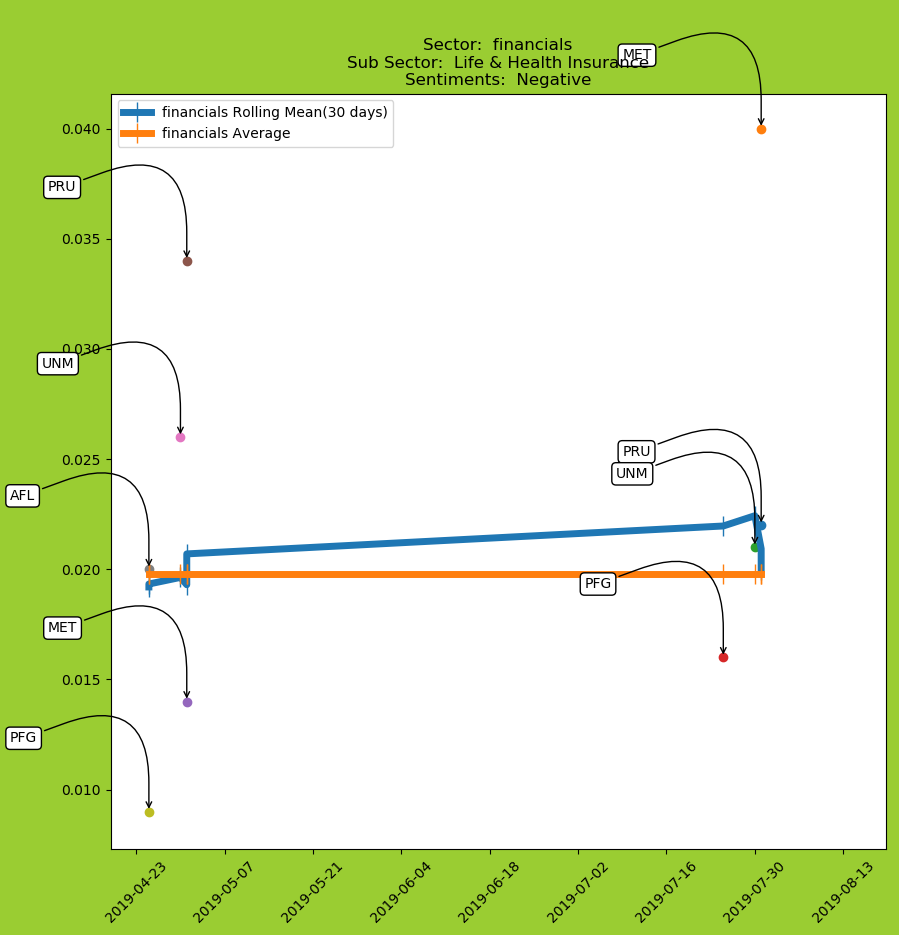 Sector:  financials
Sub Sector:  Life & Health Insurance
Sentiments:  Negative
MET
financials Rolling Mean(30 days)
financials Average
0.040
0.035
0.030
0.025
0.020
0.015
0.010
PRU
UNM
AFL
MET
PFG
PRU
UNM
PFG
2019-04-23
2019-05-07
2019-05-21
2019-06-04
2019-06-18
2019-07-02
2019-07-16
2019-07-30
2019-08-13